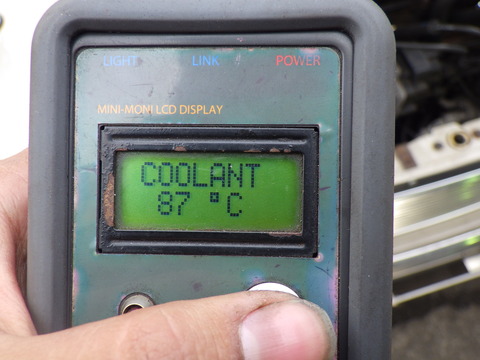 LIGHT LINK POWER
MINI-MONI LCD DISPLAY
COOLANT
87 °C